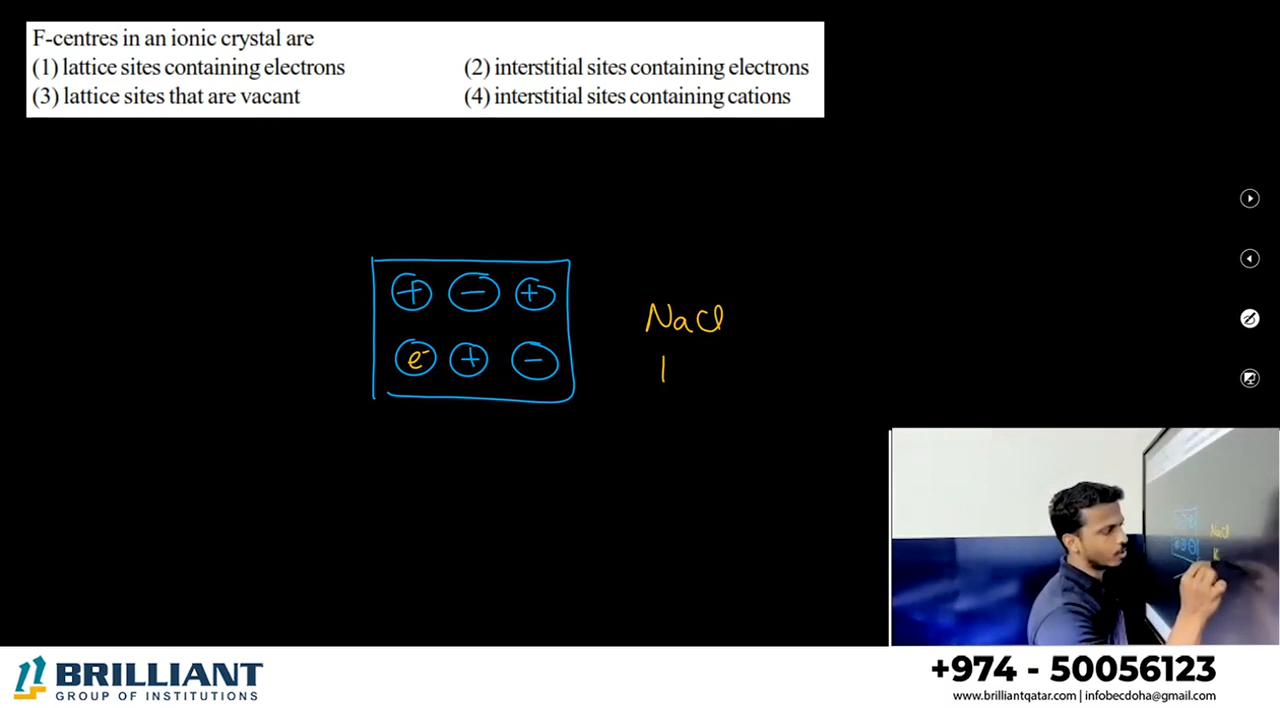 F-centres in an ionic crystal are
(1) lattice sites containing electrons (2) interstitial sites containing electrons
(3) lattice sites that are vacant (4) interstitial sites containing cations
+ − +
e⁻ + −
NaCl
BRILLIANT
GROUP OF INSTITUTIONS
+974 - 50056123
www.brilliantqatar.com | infobecdoha@gmail.com